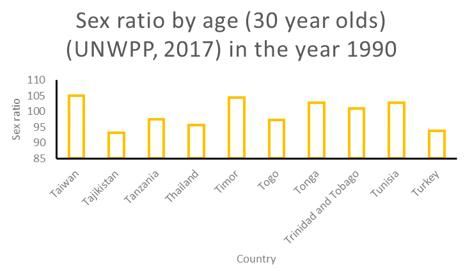 Sex ratio by age (30 year olds)
(UNWPP, 2017) in the year 1990
110
105
100
95
90
85
Sex ratio
Taiwan
Tajikistan
Tanzania
Thailand
Timor
Togo
Tonga
Trinidad and Tobago
Tunisia
Turkey
Country